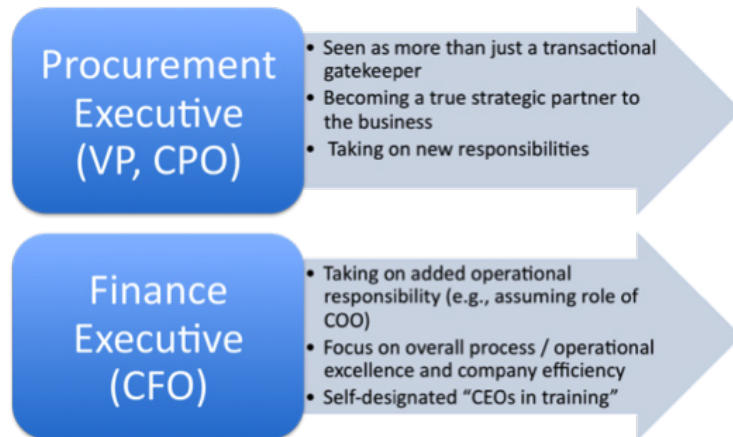 Procurement
Executive
(VP, CPO)
• Seen as more than just a transactional
gatekeeper
• Becoming a true strategic partner to
the business
• Taking on new responsibilities
Finance
Executive
(CFO)
• Taking on added operational
responsibility (e.g., assuming role of
COO)
• Focus on overall process / operational
excellence and company efficiency
• Self-designated “CEOs in training”